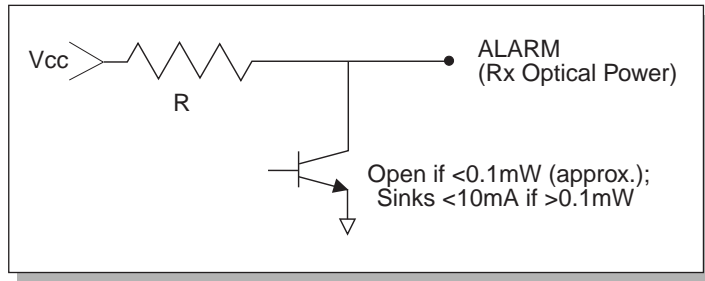 Vcc
R
ALARM
(Rx Optical Power)
Open if <0.1mW (approx.);
Sinks <10mA if >0.1mW